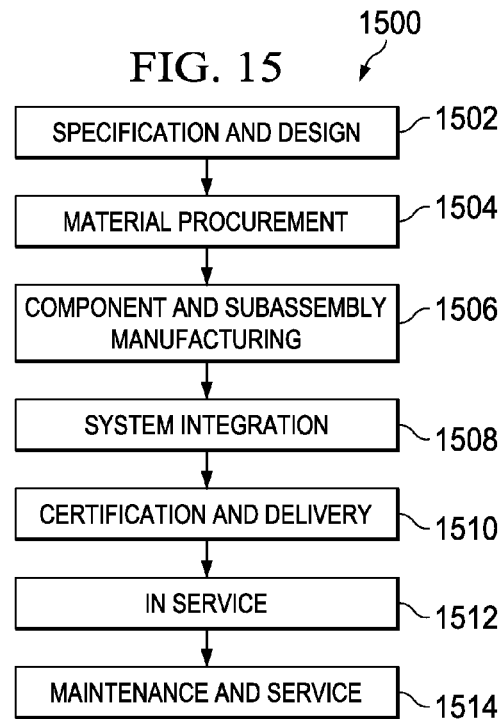 1500
FIG. 15
SPECIFICATION AND DESIGN
1502
MATERIAL PROCUREMENT
1504
COMPONENT AND SUBASSEMBLY
MANUFACTURING
1506
SYSTEM INTEGRATION
1508
CERTIFICATION AND DELIVERY
1510
IN SERVICE
1512
MAINTENANCE AND SERVICE
1514